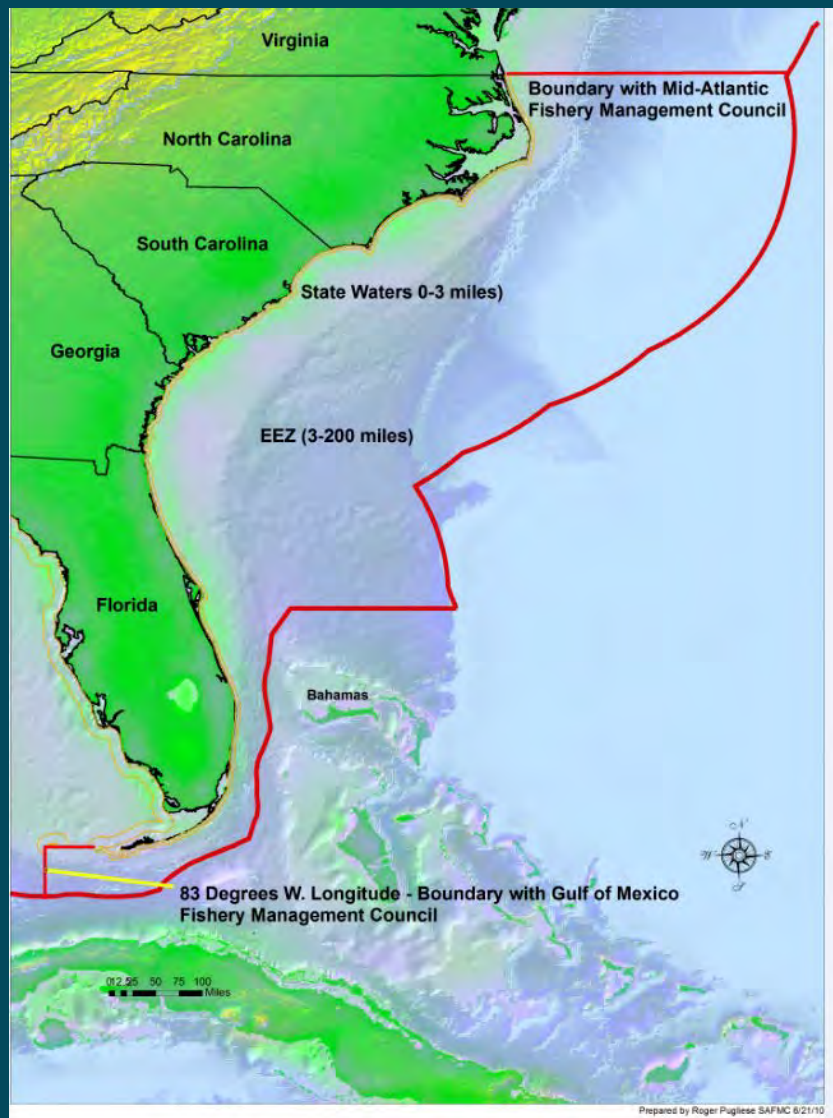 Virginia
Boundary with Mid-Atlantic
Fishery Management Council
North Carolina
South Carolina
State Waters 0-3 miles)
Georgia
EEZ (3-200 miles)
Florida
Bahamas
N
W E
S
83 Degrees W. Longitude - Boundary with Gulf of Mexico
Fishery Management Council
0 12.5 25 50 75 100
Miles
Prepared by Roger Pugliese SAFMC 6/21/10